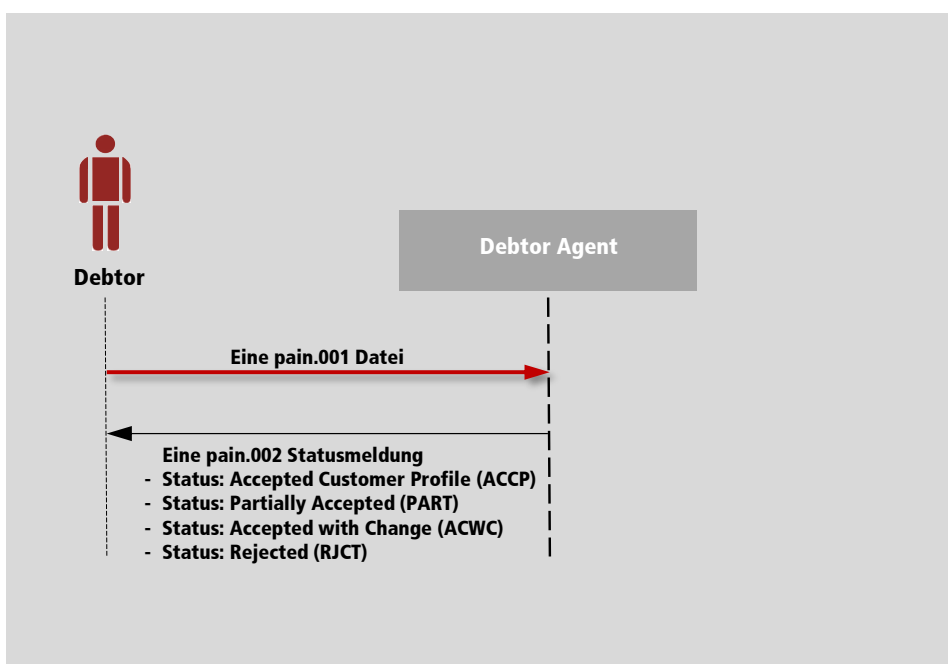 Debtor
Debtor Agent
Eine pain.001 Datei
Eine pain.002 Statusmeldung
- Status: Accepted Customer Profile (ACCP)
- Status: Partially Accepted (PART)
- Status: Accepted with Change (ACWC)
- Status: Rejected (RJCT)